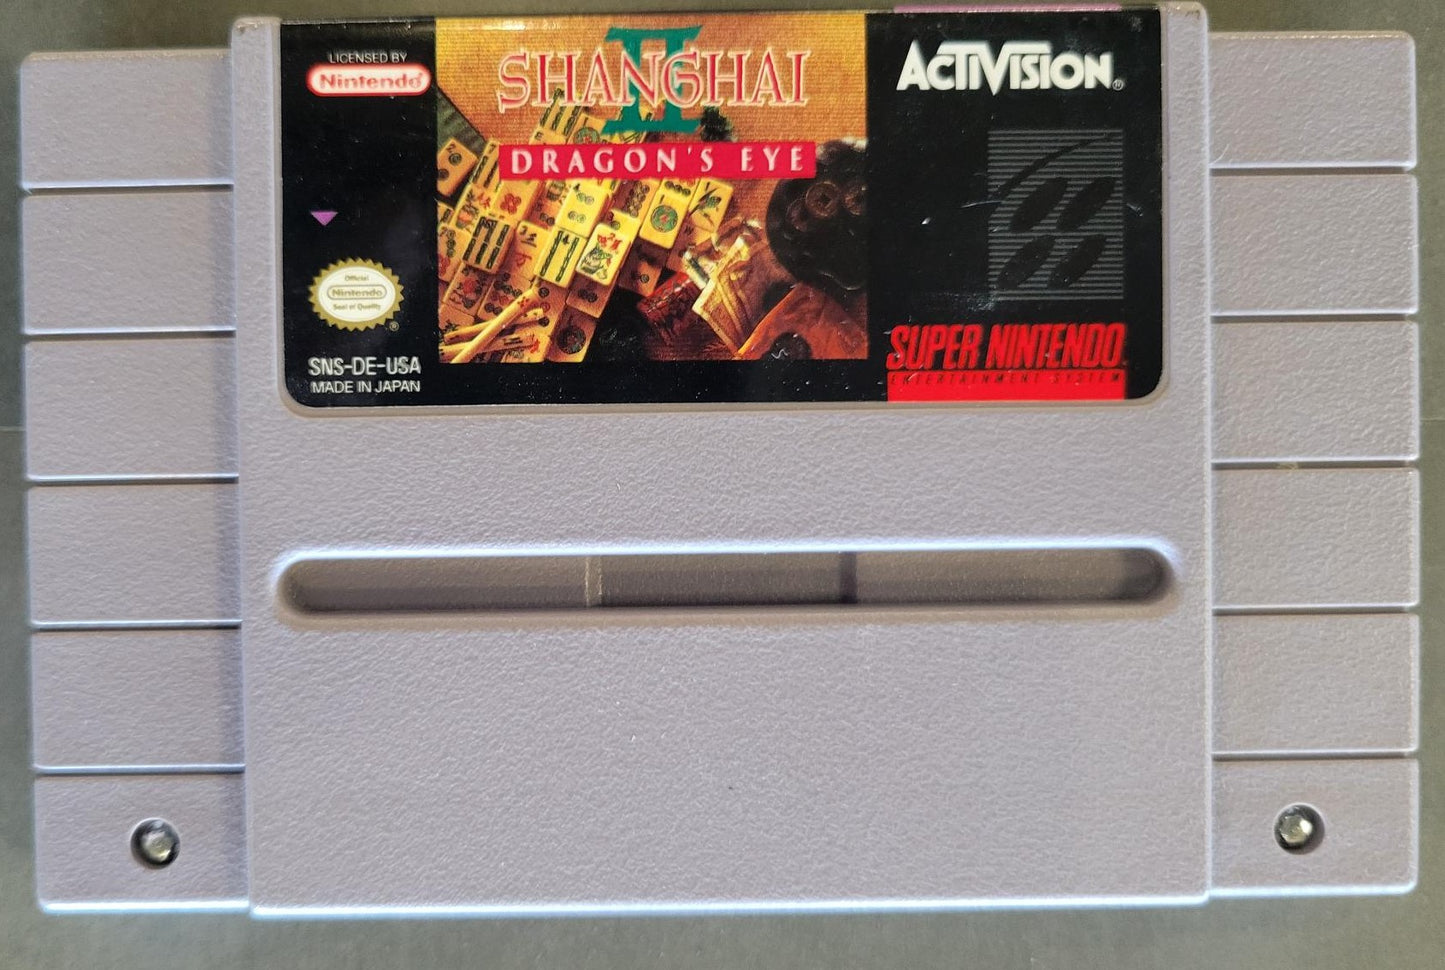 LICENSED BY
Nintendo®
Official
Nintendo
Seal of Quality
®
SNS-DE-USA
MADE IN JAPAN
II
SHANGHAI
DRAGON'S EYE
ACTIVISION®
SUPER NINTENDO
ENTERTAINMENT SYSTEM